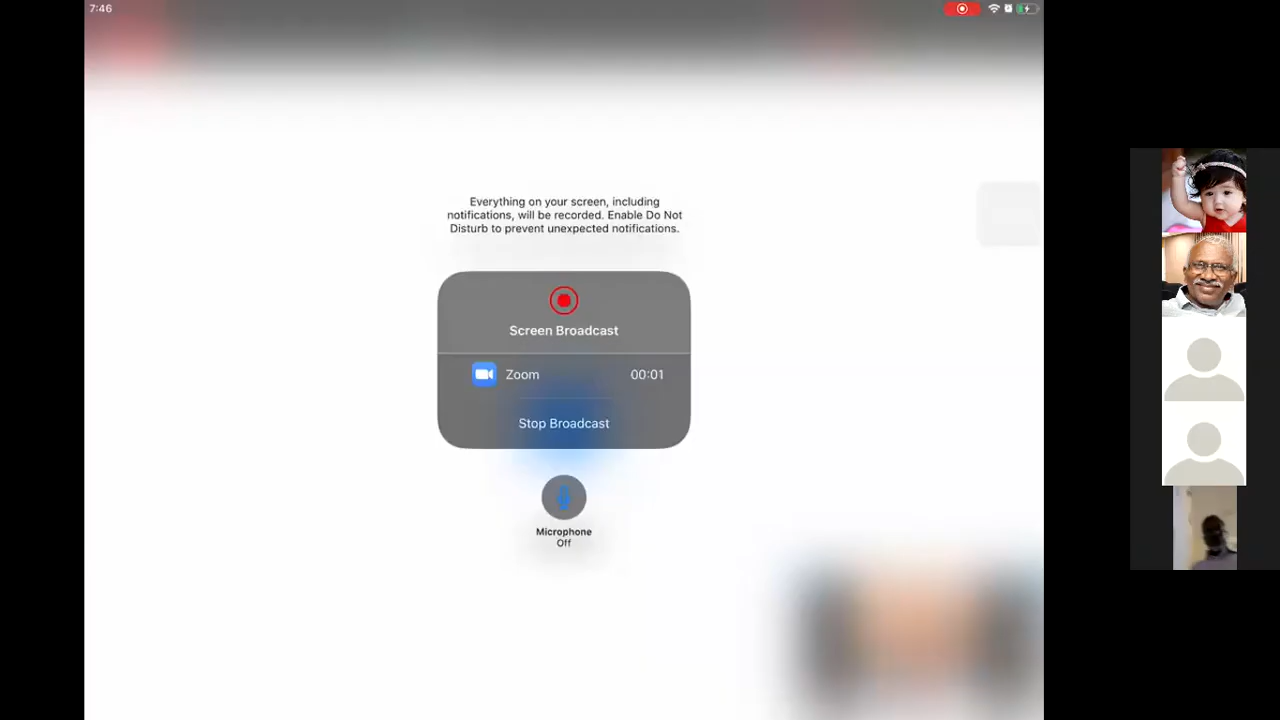 7:46
Everything on your screen, including
notifications, will be recorded. Enable Do Not
Disturb to prevent unexpected notifications.
Screen Broadcast
Zoom 00:01
Stop Broadcast
Microphone
Off